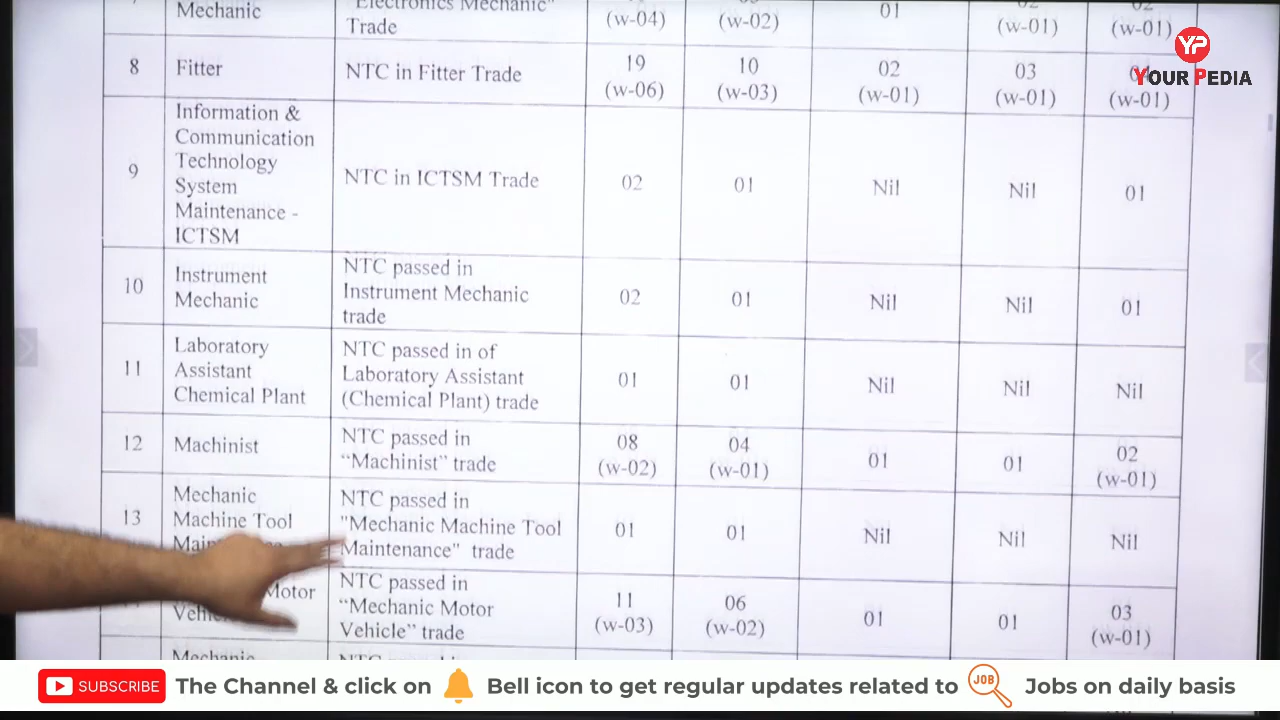 Mechanic
"Electronics Mechanic"
Trade
(w-04)
(w-02)
01
(w-01)
(w-01)
YP
YOUR PEDIA
8
Fitter
NTC in Fitter Trade
19
(w-06)
10
(w-03)
02
(w-01)
03
(w-01)
(w-01)
9
Information &
Communication
Technology
System
Maintenance -
ICTSM
NTC in ICTSM Trade
02
01
Nil
Nil
01
10
Instrument
Mechanic
NTC passed in
Instrument Mechanic
trade
02
01
Nil
Nil
01
11
Laboratory
Assistant
Chemical Plant
NTC passed in of
Laboratory Assistant
(Chemical Plant) trade
01
01
Nil
Nil
Nil
12
Machinist
NTC passed in
“Machinist” trade
08
(w-02)
04
(w-01)
01
01
02
(w-01)
13
Mechanic
Machine Tool
NTC passed in
"Mechanic Machine Tool
Maintenance" trade
01
01
Nil
Nil
Nil
Motor
NTC passed in
“Mechanic Motor
Vehicle” trade
11
(w-03)
06
(w-02)
01
01
03
(w-01)
Mechanic
SUBSCRIBE The Channel & click on Bell icon to get regular updates related to JOB Jobs on daily basis